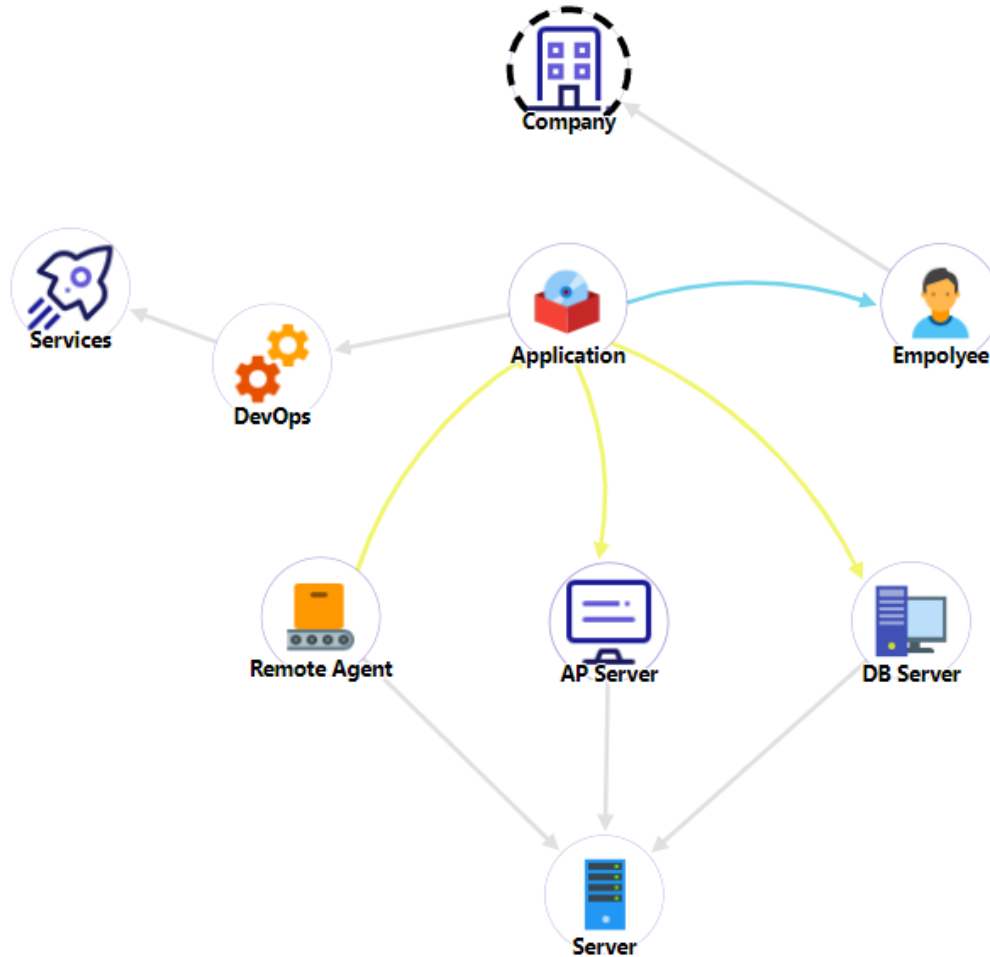 Company
Services
Application
Empolyee
DevOps
Remote Agent
AP Server
DB Server
Server